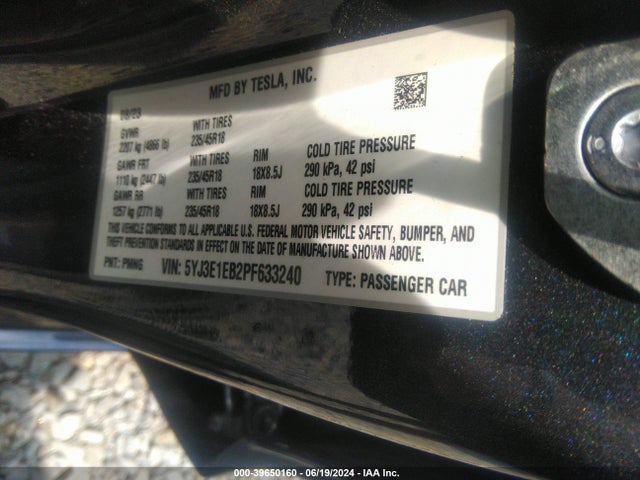 MFD BY TESLA, INC.
GVWR WITH TIRES
2207 kg (4866 lb) 235/45R18
GAWR FRT WITH TIRES RIM COLD TIRE PRESSURE
1110 kg (2447 lb) 235/45R18 18X8.5J 290 kPa, 42 psi
GAWR RR WITH TIRES RIM COLD TIRE PRESSURE
1257 kg (2771 lb) 235/45R18 18X8.5J 290 kPa, 42 psi
THIS VEHICLE CONFORMS TO ALL APPLICABLE U.S. FEDERAL MOTOR VEHICLE SAFETY, BUMPER, AND
THEFT PREVENTION STANDARDS IN EFFECT ON THE DATE OF MANUFACTURE SHOWN ABOVE.
PNT: PMNG VIN: 5YJ3E1EB2PF633240 TYPE: PASSENGER CAR
000-39650160 - 06/19/2024 - IAA Inc.